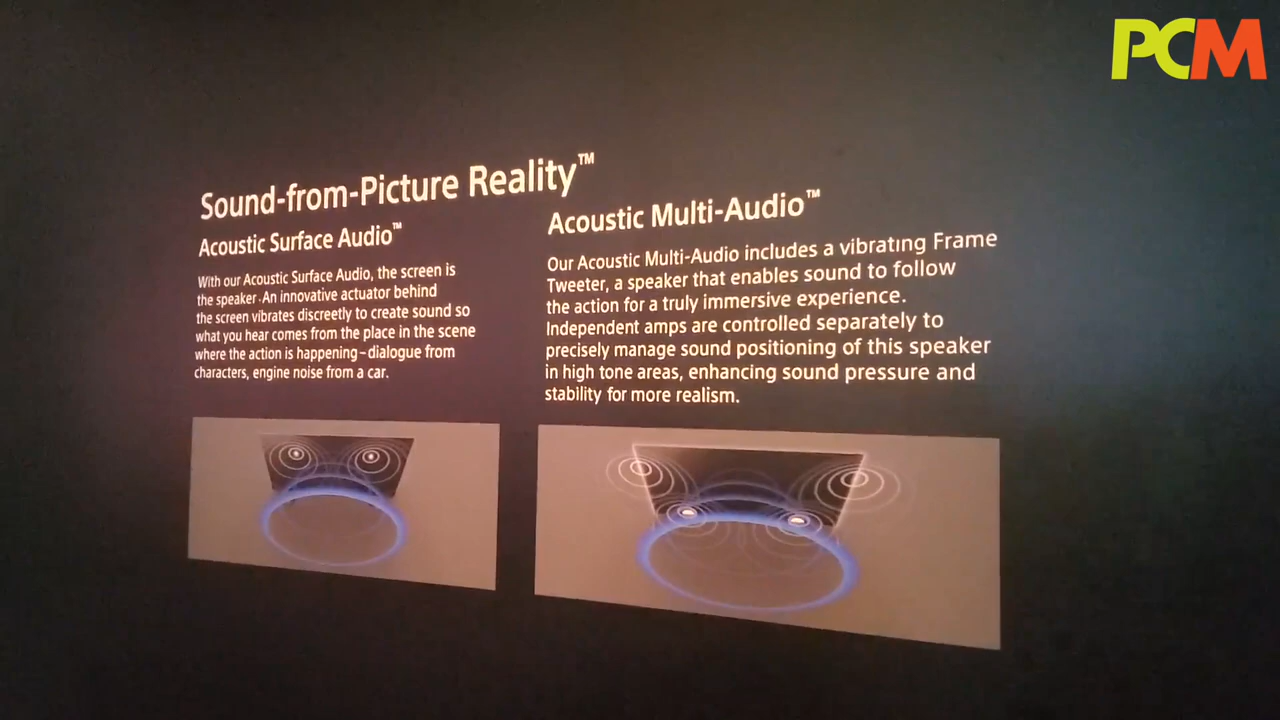 PCM
Sound-from-Picture Reality™
Acoustic Surface Audio™
With our Acoustic Surface Audio, the screen is
the speaker. An innovative actuator behind
the screen vibrates discreetly to create sound so
what you hear comes from the place in the scene
where the action is happening – dialogue from
characters, engine noise from a car.
Acoustic Multi-Audio™
Our Acoustic Multi-Audio includes a vibrating Frame
Tweeter, a speaker that enables sound to follow
the action for a truly immersive experience.
Independent amps are controlled separately to
precisely manage sound positioning of this speaker
in high tone areas, enhancing sound pressure and
stability for more realism.